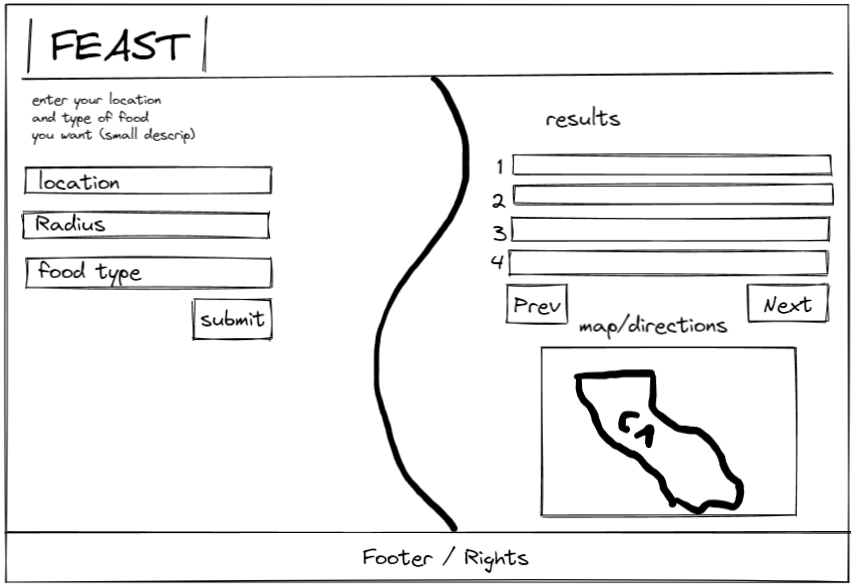 FEAST
enter your location
and type of food
you want (small descrip)
location
Radius
food type
submit
results
1
2
3
4
Prev
Next
map/directions
CA
Footer / Rights